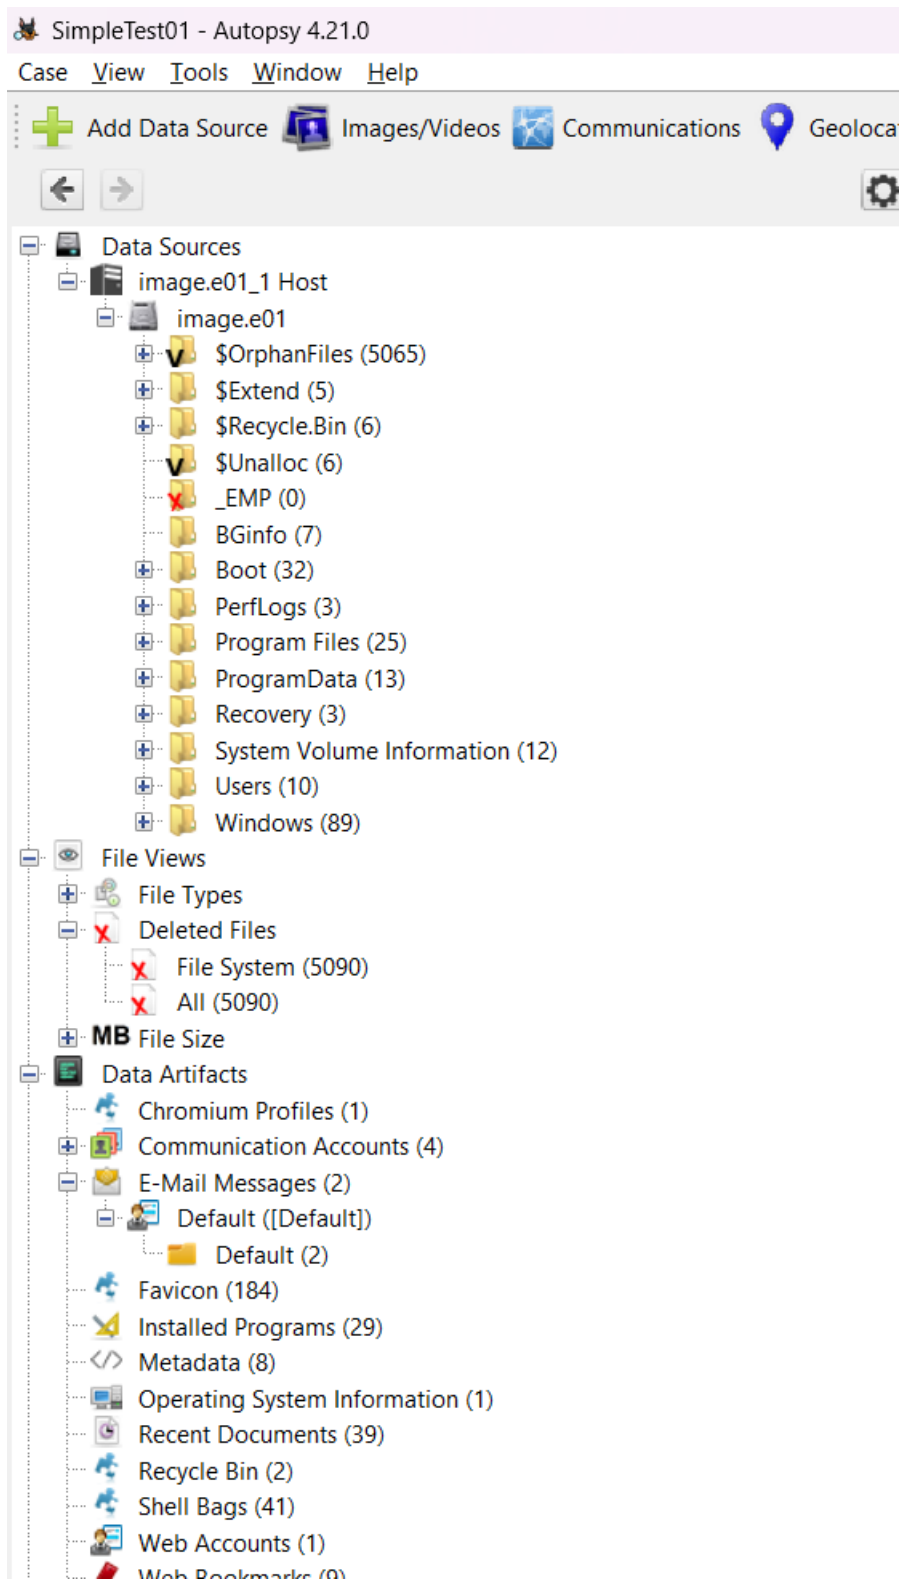 SimpleTest01 - Autopsy 4.21.0
Case View Tools Window Help
Add Data Source Images/Videos Communications Geoloca
Data Sources
image.e01_1 Host
image.e01
$OrphanFiles (5065)
$Extend (5)
$Recycle.Bin (6)
$Unalloc (6)
_EMP (0)
BGinfo (7)
Boot (32)
PerfLogs (3)
Program Files (25)
ProgramData (13)
Recovery (3)
System Volume Information (12)
Users (10)
Windows (89)
File Views
File Types
Deleted Files
File System (5090)
All (5090)
MB File Size
Data Artifacts
Chromium Profiles (1)
Communication Accounts (4)
E-Mail Messages (2)
Default ([Default])
Default (2)
Favicon (184)
Installed Programs (29)
Metadata (8)
Operating System Information (1)
Recent Documents (39)
Recycle Bin (2)
Shell Bags (41)
Web Accounts (1)
Web Bookmarks (9)